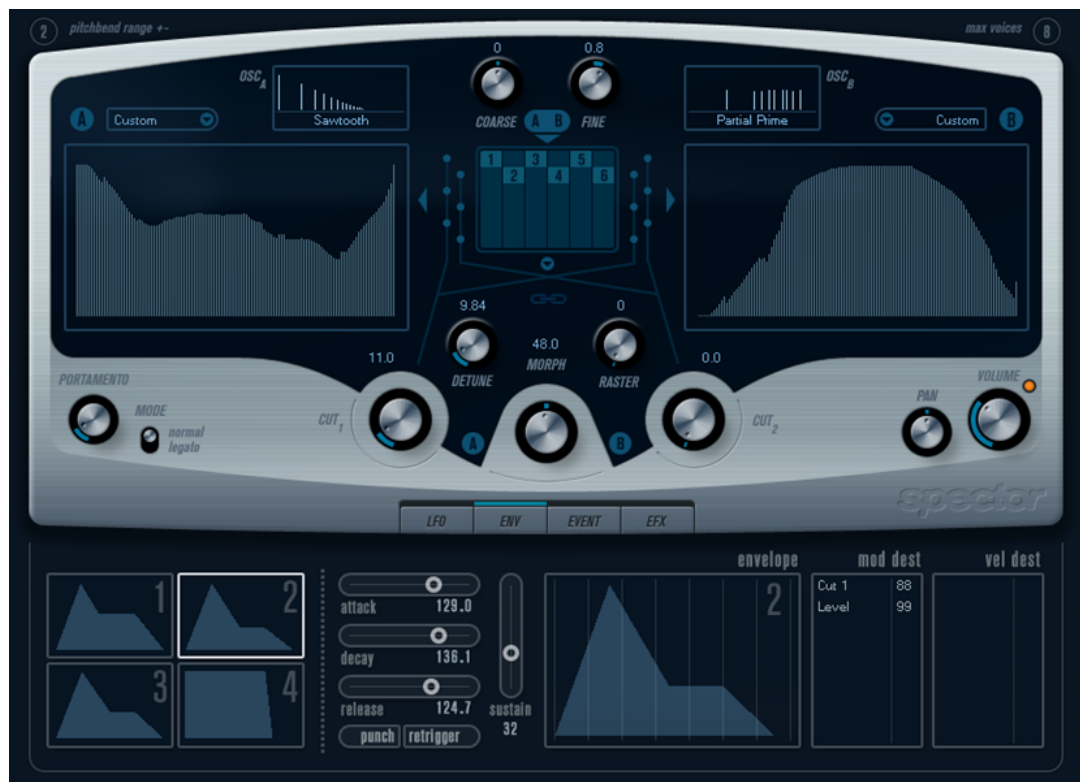 2 pitchbend range +-
max voices 8
0
0.8
OSC A
OSC B
Sawtooth
Partial Prime
COARSE A B FINE
A Custom
Custom B
1 3 5
2 4 6
9.84
0
48.0
MORPH
11.0
0.0
DETUNE
RASTER
PORTAMENTO
VOLUME
MODE
normal
legato
PAN
CUT 1
CUT 2
A
B
spector
LFO ENV EVENT EFX
envelope
mod dest
vel dest
1
2
3
4
attack 129.0
decay 136.1
release 124.7
punch retrigger
sustain
32
2
Cut 1 88
Level 99